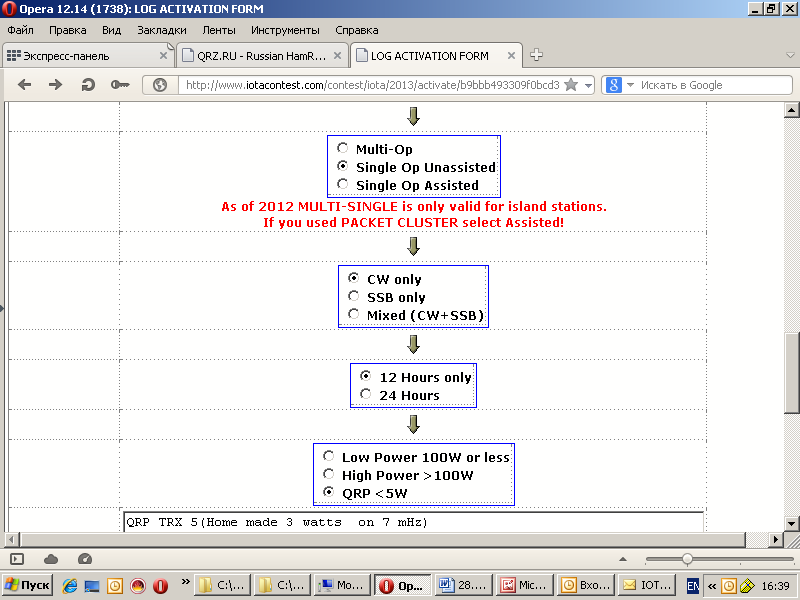 Opera 12.14 (1738): LOG ACTIVATION FORM
Файл Правка Вид Закладки Ленты Инструменты Справка
Экспресс-панель QRZ.RU - Russian HamR... LOG ACTIVATION FORM
http://www.iotacontest.com/contest/iota/2013/activate/b9bbb493309f0bcd3 Искать в Google
Multi-Op
Single Op Unassisted
Single Op Assisted
As of 2012 MULTI-SINGLE is only valid for island stations.
If you used PACKET CLUSTER select Assisted!
CW only
SSB only
Mixed (CW+SSB)
12 Hours only
24 Hours
Low Power 100W or less
High Power >100W
QRP <5W
QRP TRX 5(Home made 3 watts on 7 mHz)
Пуск » C:\... C:\... Mo... Op... 28.... Mic... Вхо... IOT... EN « 16:39